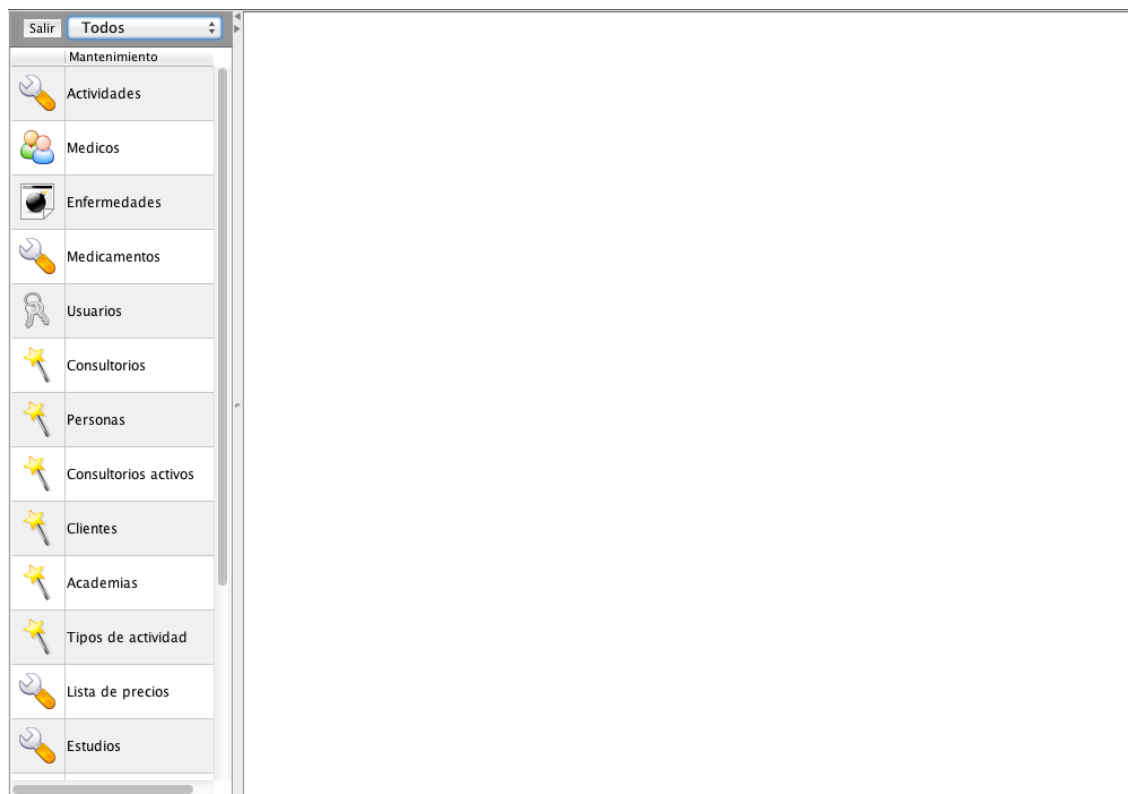 Salir Todos
Mantenimiento
Actividades
Medicos
Enfermedades
Medicamentos
Usuarios
Consultorios
Personas
Consultorios activos
Clientes
Academias
Tipos de actividad
Lista de precios
Estudios